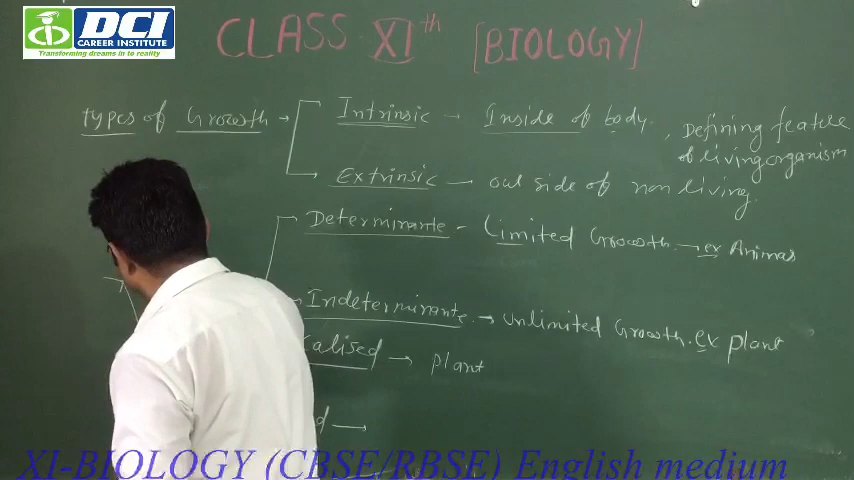 DCI
CAREER INSTITUTE
Transforming dreams in to reality
CLASS XIth [BIOLOGY]
Types of Growth → Intrinsic → Inside of body, Defining feature of living organism
Extrinsic — out side of non living.
Determinante - Limited Growth → ex Animas
Indeterminante → unlimited Growth. ex plant
calised → plant
d →
XI-BIOLOGY (CBSE/RBSE) English medium